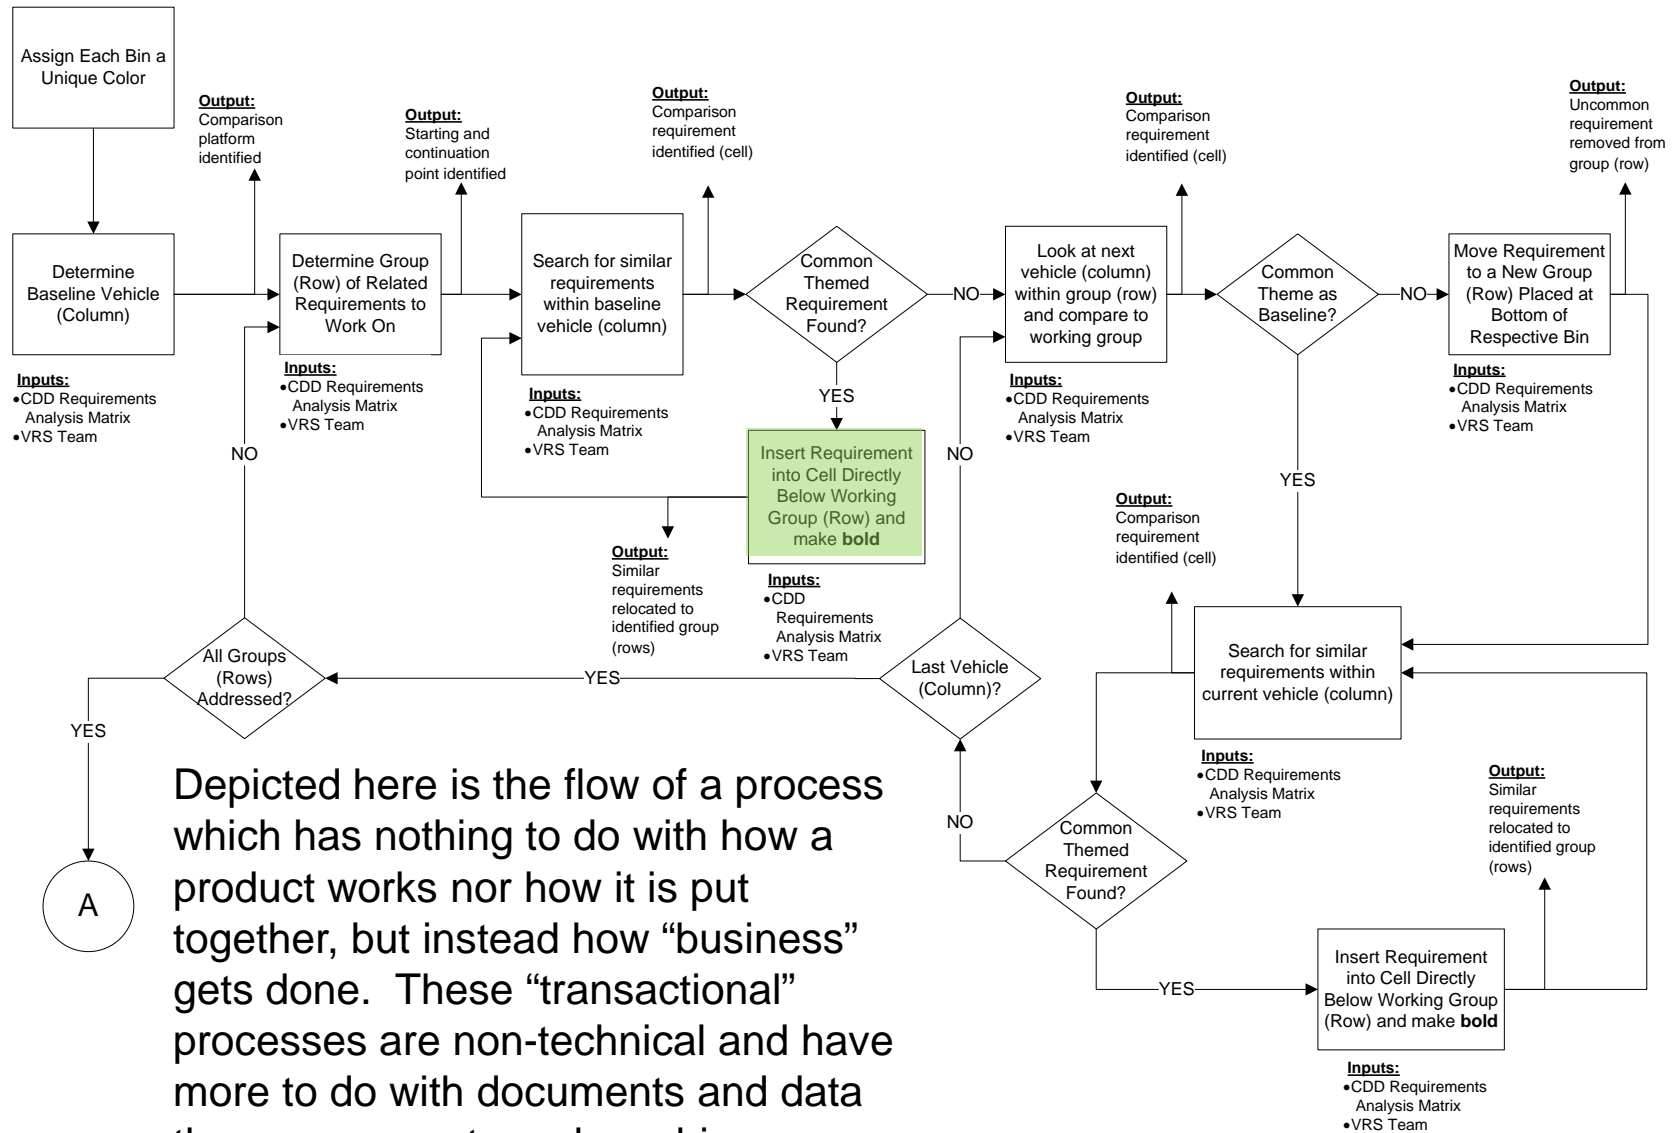 Assign Each Bin a
Unique Color
Output:
Comparison
platform
identified
Output:
Starting and
continuation
point identified
Output:
Comparison
requirement
identified (cell)
Output:
Comparison
requirement
identified (cell)
Output:
Uncommon
requirement
removed from
group (row)
Determine
Baseline Vehicle
(Column)
Inputs:
•CDD Requirements
Analysis Matrix
•VRS Team
Determine Group
(Row) of Related
Requirements to
Work On
Inputs:
•CDD Requirements
Analysis Matrix
•VRS Team
Search for similar
requirements
within baseline
vehicle (column)
Inputs:
•CDD Requirements
Analysis Matrix
•VRS Team
Common
Themed
Requirement
Found?
NO
YES
Insert Requirement
into Cell Directly
Below Working
Group (Row) and
make bold
Inputs:
•CDD
Requirements
Analysis Matrix
•VRS Team
Output:
Similar
requirements
relocated to
identified group
(rows)
Look at next
vehicle (column)
within group (row)
and compare to
working group
Inputs:
•CDD Requirements
Analysis Matrix
•VRS Team
Common
Theme as
Baseline?
NO
YES
Move Requirement
to a New Group
(Row) Placed at
Bottom of
Respective Bin
Inputs:
•CDD Requirements
Analysis Matrix
•VRS Team
Output:
Comparison
requirement
identified (cell)
Search for similar
requirements within
current vehicle (column)
Inputs:
•CDD Requirements
Analysis Matrix
•VRS Team
Common
Themed
Requirement
Found?
NO
YES
Insert Requirement
into Cell Directly
Below Working Group
(Row) and make bold
Inputs:
•CDD Requirements
Analysis Matrix
•VRS Team
Output:
Similar
requirements
relocated to
identified group
(rows)
Last Vehicle
(Column)?
NO
YES
All Groups
(Rows)
Addressed?
NO
YES
A
Depicted here is the flow of a process
which has nothing to do with how a
product works nor how it is put
together, but instead how “business”
gets done.  These “transactional”
processes are non-technical and have
more to do with documents and data